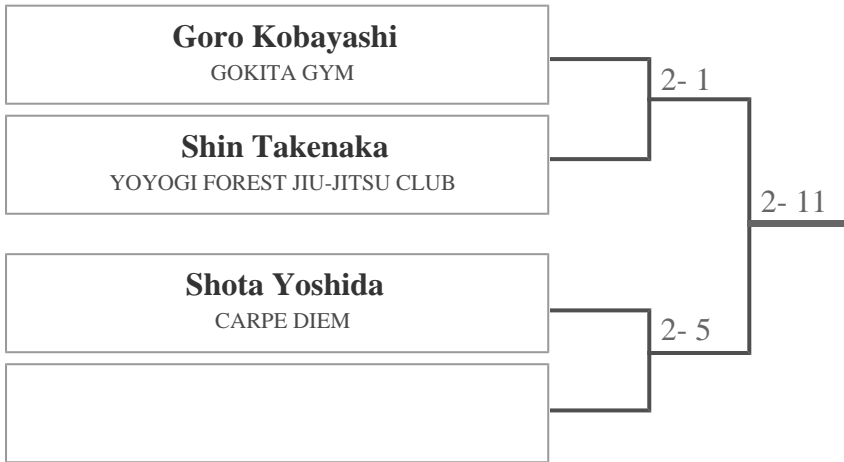 Goro Kobayashi
GOKITA GYM
2- 1
Shin Takenaka
YOYOGI FOREST JIU-JITSU CLUB
2- 11
Shota Yoshida
CARPE DIEM
2- 5